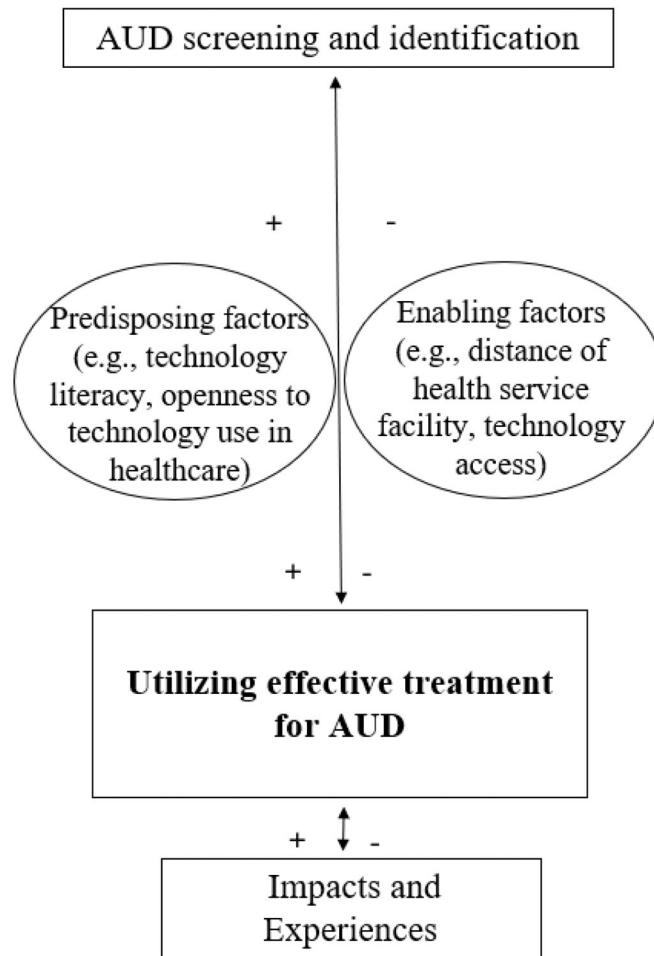 AUD screening and identification
+ -
Predisposing factors
(e.g., technology
literacy, openness to
technology use in
healthcare)
Enabling factors
(e.g., distance of
health service
facility, technology
access)
+ -
Utilizing effective treatment
for AUD
+ -
Impacts and
Experiences